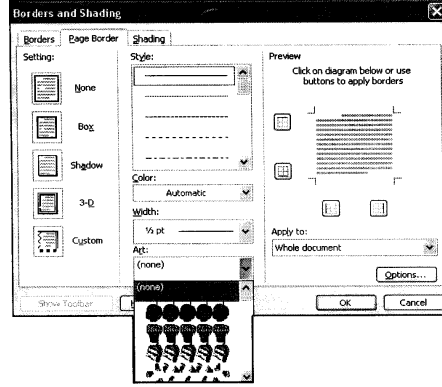 Borders and Shading
Borders
Page Border
Shading
Setting:
None
Box
Shadow
3-D
Custom
Style:
Color:
Automatic
Width:
½ pt
Art:
(none)
(none)
Preview
Click on diagram below or use
buttons to apply borders
Apply to:
Whole document
Options...
Show Toolbar
OK
Cancel